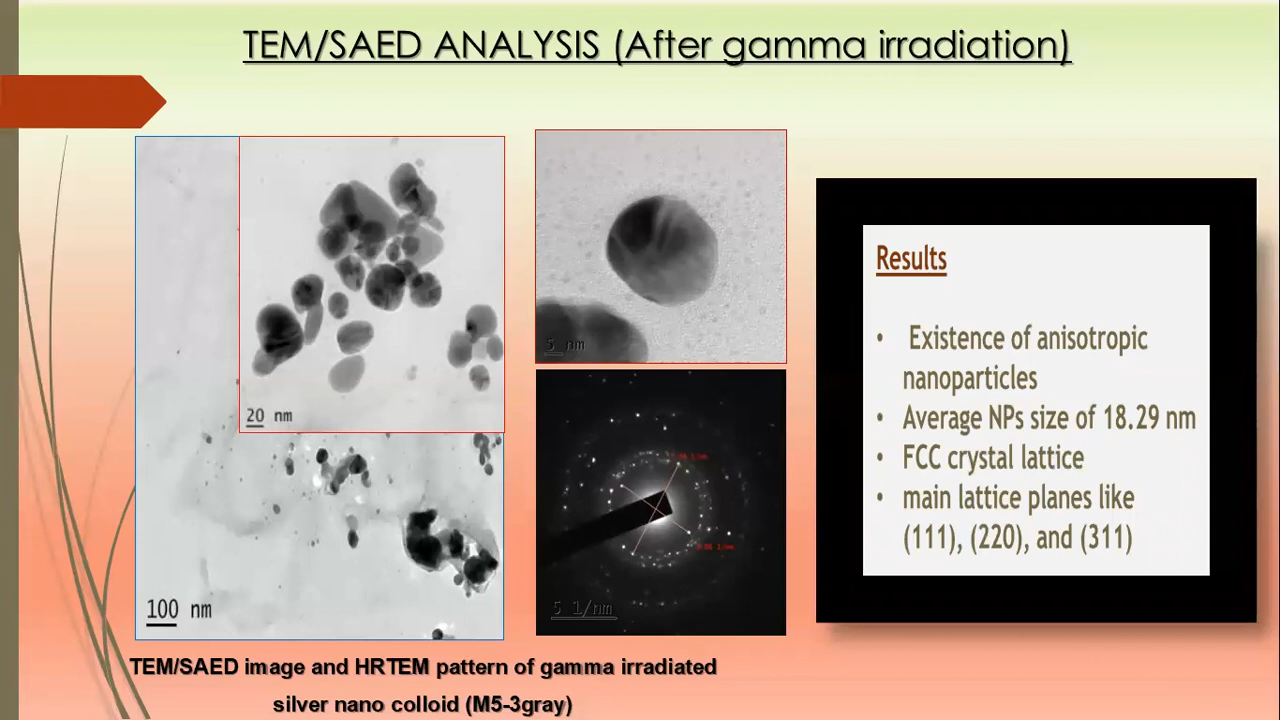 TEM/SAED ANALYSIS (After gamma irradiation)
20 nm
100 nm
5 nm
5 1/nm
Results
• Existence of anisotropic
nanoparticles
• Average NPs size of 18.29 nm
• FCC crystal lattice
• main lattice planes like
(111), (220), and (311)
TEM/SAED image and HRTEM pattern of gamma irradiated
silver nano colloid (M5-3gray)